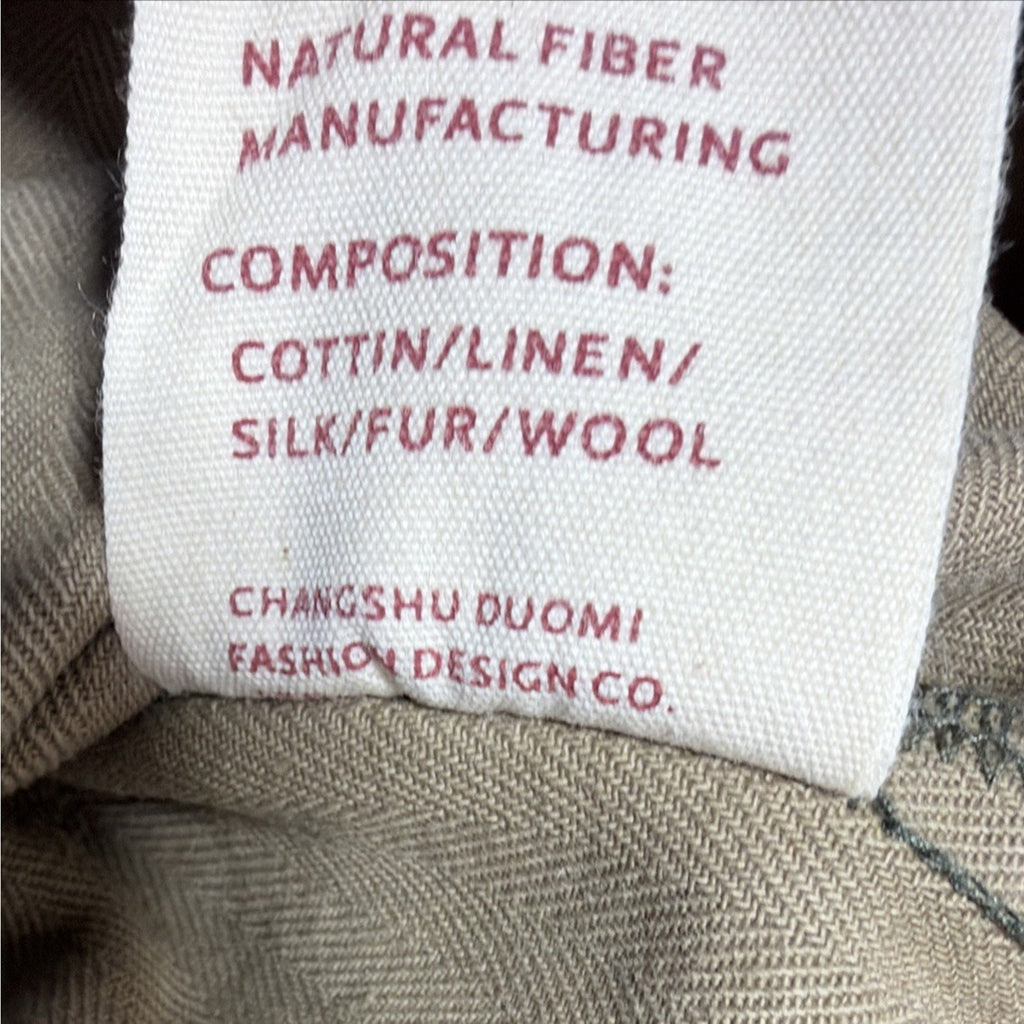 NATURAL FIBER
MANUFACTURING
COMPOSITION:
COTTIN/LINEN/
SILK/FUR/WOOL
CHANGSHU DUOMI
FASHION DESIGN CO.